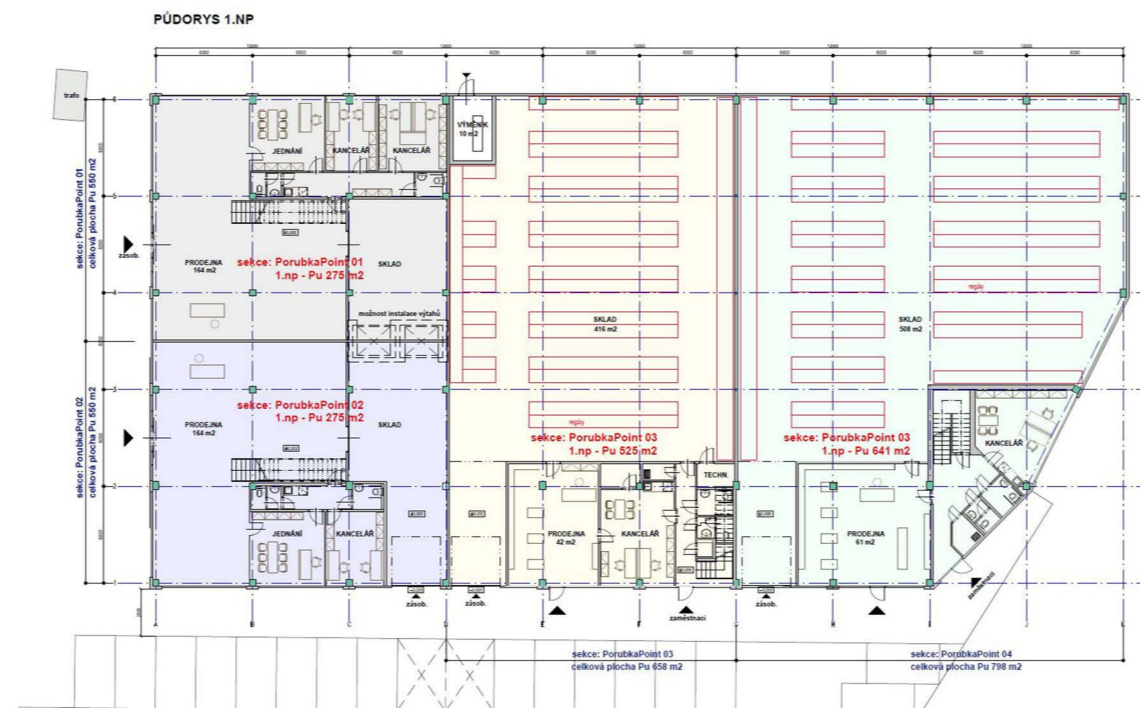 PŮDORYS 1.NP
trafo
JEDNÁNÍ
KANCELÁŘ
KANCELÁŘ
VÝMĚNÍK
10 m2
sekce: PorubkaPoint 01
celková plocha Pu 550 m2
zásob.
PRODEJNA
164 m2
sekce: PorubkaPoint 01
1.np - Pu 275 m2
SKLAD
možnost instalace výtahů
SKLAD
416 m2
regály
SKLAD
508 m2
sekce: PorubkaPoint 02
celková plocha Pu 550 m2
PRODEJNA
164 m2
sekce: PorubkaPoint 02
1.np - Pu 275 m2
SKLAD
regály
sekce: PorubkaPoint 03
1.np - Pu 525 m2
sekce: PorubkaPoint 03
1.np - Pu 641 m2
KANCELÁŘ
TECHN.
JEDNÁNÍ
KANCELÁŘ
PRODEJNA
42 m2
KANCELÁŘ
PRODEJNA
61 m2
zásob.
zásob.
zaměstnaci
zásob.
zaměstnaci
A B C D E F G H I J L
sekce: PorubkaPoint 03
celková plocha Pu 658 m2
sekce: PorubkaPoint 04
celková plocha Pu 798 m2